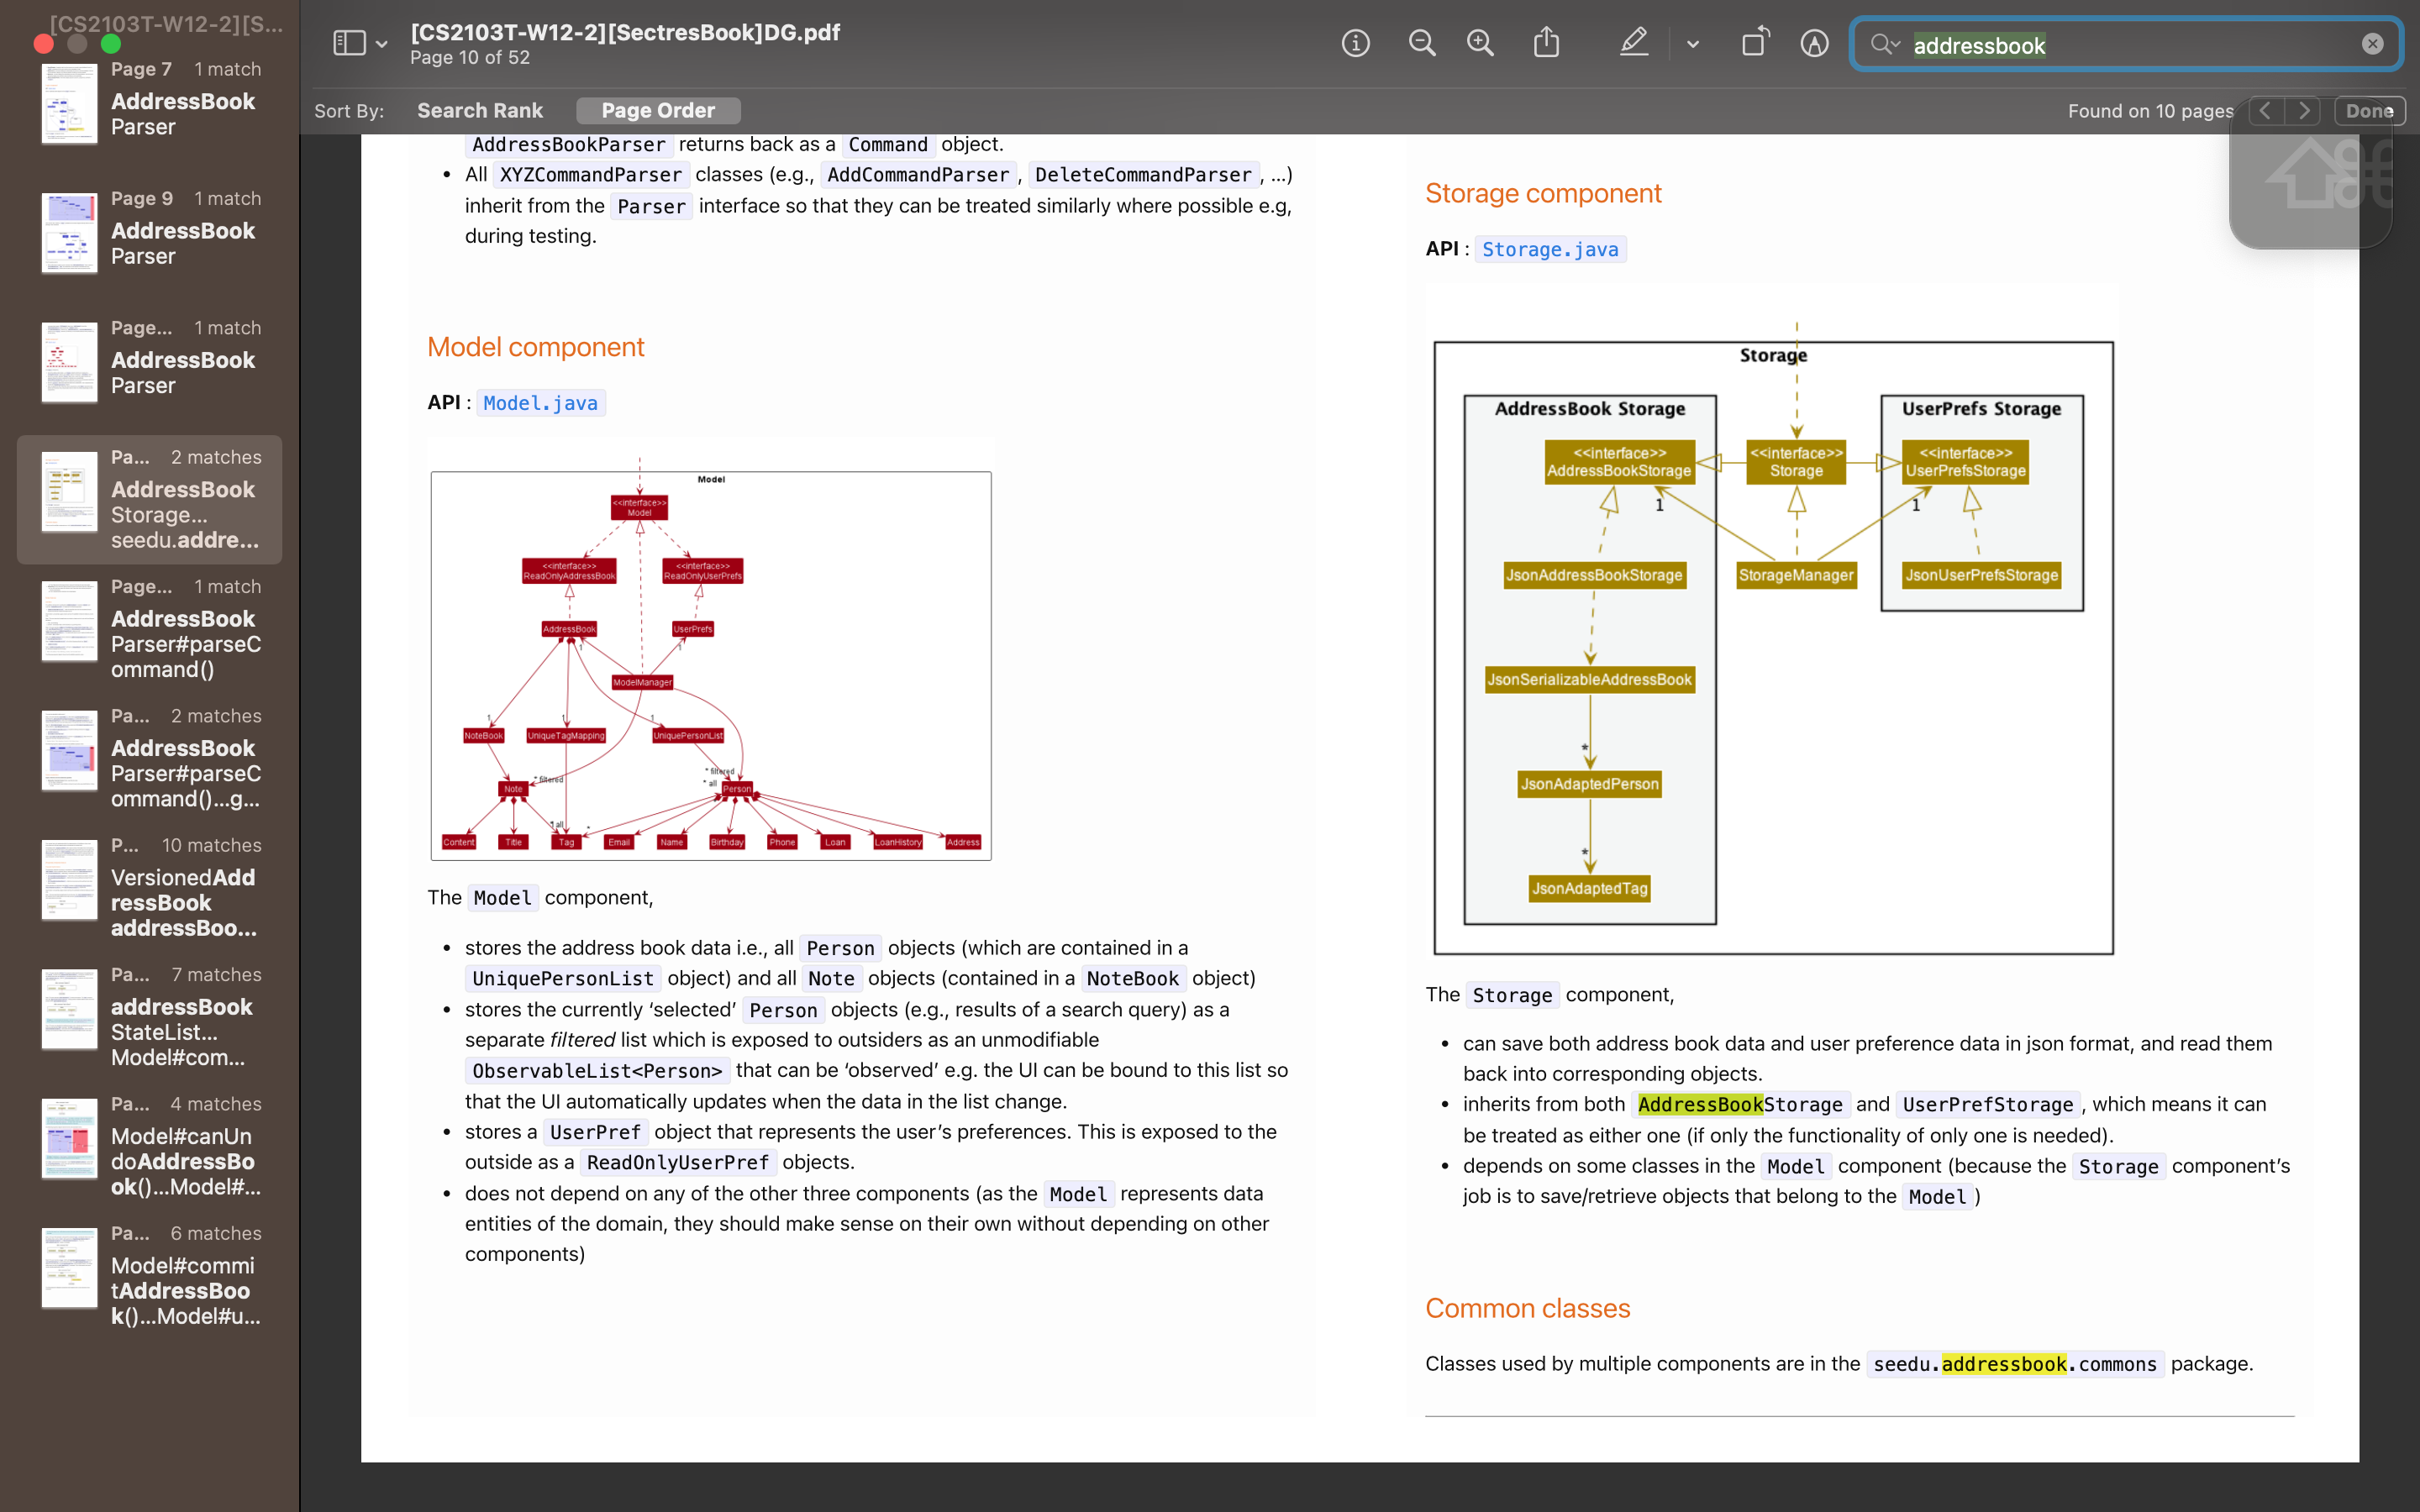 [CS2103T-W12-2][S...
Page 7 1 match
AddressBook
Parser
Page 9 1 match
AddressBook
Parser
Page... 1 match
AddressBook
Parser
Pa... 2 matches
AddressBook
Storage...
seedu.addre...
Page... 1 match
AddressBook
Parser#parseC
ommand()
Pa... 2 matches
AddressBook
Parser#parseC
ommand()...g...
P... 10 matches
VersionedAdd
ressBook
addressBoo...
Pa... 7 matches
addressBook
StateList...
Model#com...
Pa... 4 matches
Model#canUn
doAddressBo
ok()...Model#...
Pa... 6 matches
Model#commi
tAddressBoo
k()...Model#u...
[CS2103T-W12-2][SectresBook]DG.pdf
Page 10 of 52
addressbook
Sort By: Search Rank Page Order
Found on 10 pages
Done
AddressBookParser returns back as a Command object.
• All XYZCommandParser classes (e.g., AddCommandParser , DeleteCommandParser , ...)
inherit from the Parser interface so that they can be treated similarly where possible e.g,
during testing.
Model component
API : Model.java
Model
<<interface>>
Model
<<interface>>
ReadOnlyAddressBook
<<interface>>
ReadOnlyUserPrefs
AddressBook
UserPrefs
1
1
ModelManager
1
1
1
NoteBook
UniqueTagMapping
UniquePersonList
* filtered
* filtered
* all
Note
Person
* all
*
Content
Title
Tag
Email
Name
Birthday
Phone
Loan
LoanHistory
Address
The Model component,
• stores the address book data i.e., all Person objects (which are contained in a
UniquePersonList object) and all Note objects (contained in a NoteBook object)
• stores the currently ‘selected’ Person objects (e.g., results of a search query) as a
separate filtered list which is exposed to outsiders as an unmodifiable
ObservableList<Person> that can be ‘observed’ e.g. the UI can be bound to this list so
that the UI automatically updates when the data in the list change.
• stores a UserPref object that represents the user’s preferences. This is exposed to the
outside as a ReadOnlyUserPref objects.
• does not depend on any of the other three components (as the Model represents data
entities of the domain, they should make sense on their own without depending on other
components)
Storage component
API : Storage.java
Storage
AddressBook Storage
UserPrefs Storage
<<interface>>
AddressBookStorage
<<interface>>
Storage
<<interface>>
UserPrefsStorage
1
1
JsonAddressBookStorage
StorageManager
JsonUserPrefsStorage
JsonSerializableAddressBook
*
JsonAdaptedPerson
*
JsonAdaptedTag
The Storage component,
• can save both address book data and user preference data in json format, and read them
back into corresponding objects.
• inherits from both AddressBookStorage and UserPrefStorage , which means it can
be treated as either one (if only the functionality of only one is needed).
• depends on some classes in the Model component (because the Storage component’s
job is to save/retrieve objects that belong to the Model )
Common classes
Classes used by multiple components are in the seedu.addressbook.commons package.